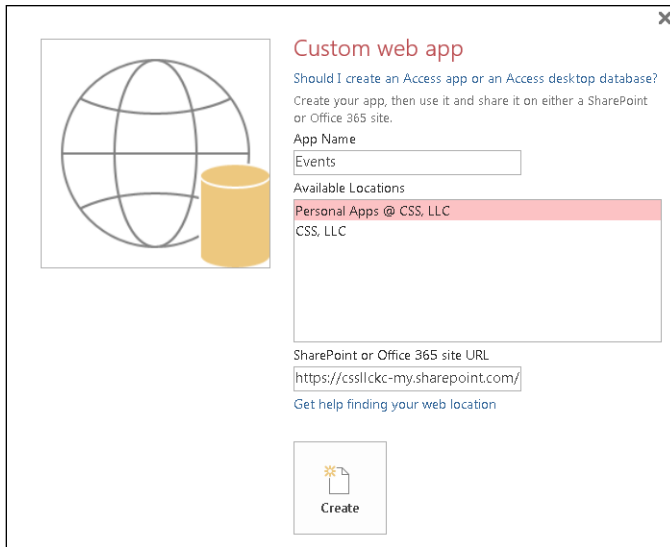 Custom web app
Should I create an Access app or an Access desktop database?
Create your app, then use it and share it on either a SharePoint
or Office 365 site.
App Name
Events
Available Locations
Personal Apps @ CSS, LLC
CSS, LLC
SharePoint or Office 365 site URL
https://cssllckc-my.sharepoint.com/
Get help finding your web location
Create